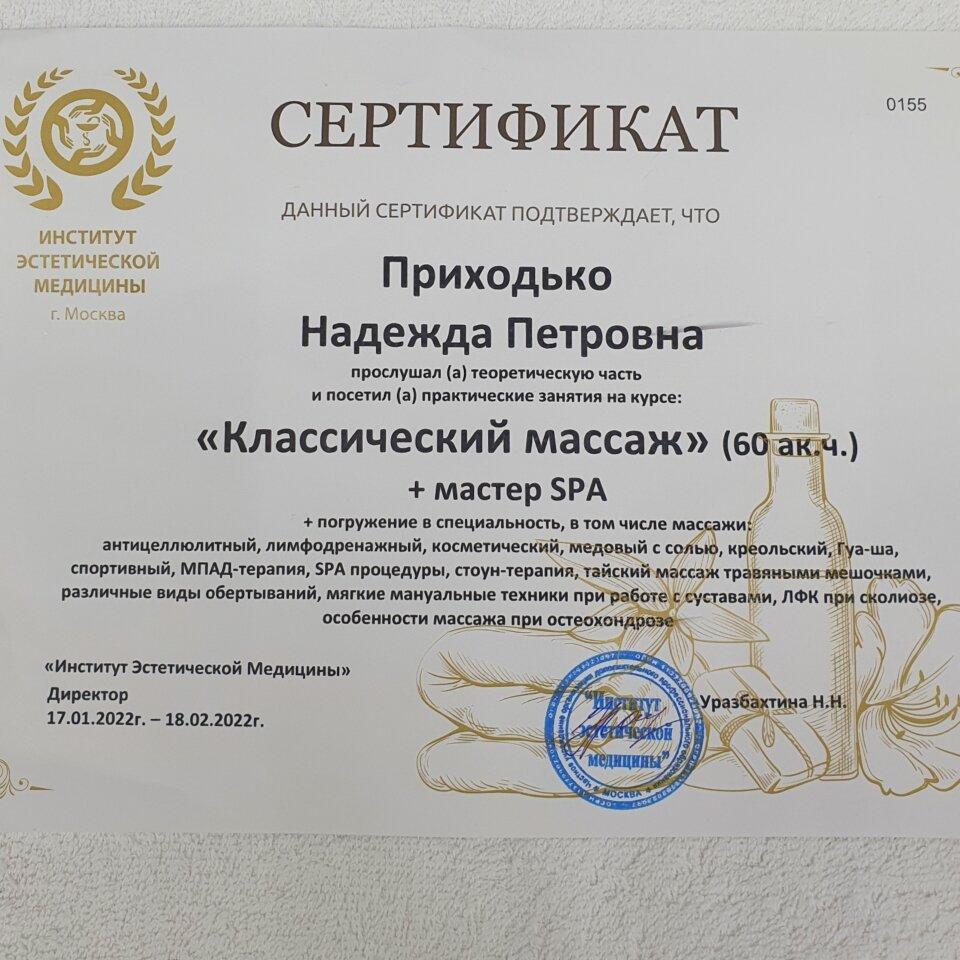 СЕРТИФИКАТ
0155
ИНСТИТУТ
ЭСТЕТИЧЕСКОЙ
МЕДИЦИНЫ
г. Москва
ДАННЫЙ СЕРТИФИКАТ ПОДТВЕРЖДАЕТ, ЧТО
Приходько
Надежда Петровна
прослушал (а) теоретическую часть
и посетил (а) практические занятия на курсе:
«Классический массаж» (60 ак.ч.)
+ мастер SPA
+ погружение в специальность, в том числе массажи:
антицеллюлитный, лимфодренажный, косметический, медовый с солью, креольский, Гуа-ша,
спортивный, МПАД-терапия, SPA процедуры, стоун-терапия, тайский массаж травяными мешочками,
различные виды обертываний, мягкие мануальные техники при работе с суставами, ЛФК при сколиозе,
особенности массажа при остеохондрозе
«Институт Эстетической Медицины»
Директор
17.01.2022г. – 18.02.2022г.
Уразбахтина Н.Н.
"Институт
эстетической
медицины"
МОСКВА